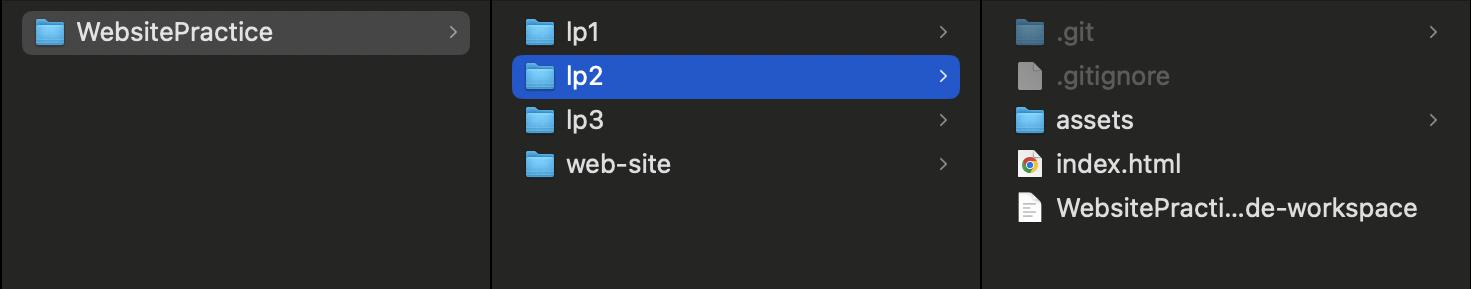 WebsitePractice
lp1
lp2
lp3
web-site
.git
.gitignore
assets
index.html
WebsitePracti...de-workspace